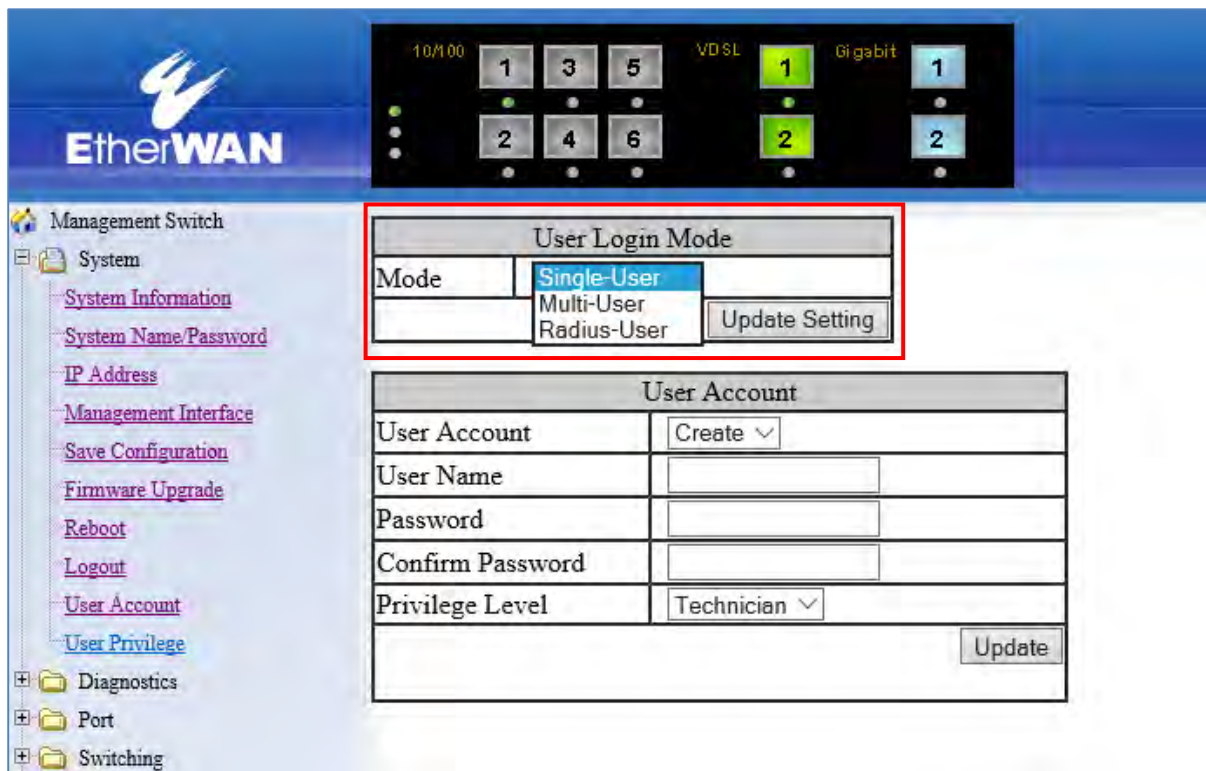 10/100 1 3 5 VDSL 1 Gigabit 1
2 4 6 2 2
EtherWAN
Management Switch
System
System Information
System Name/Password
IP Address
Management Interface
Save Configuration
Firmware Upgrade
Reboot
Logout
User Account
User Privilege
Diagnostics
Port
Switching
User Login Mode
Mode Single-User
Multi-User
Radius-User
Update Setting
User Account
User Account Create
User Name
Password
Confirm Password
Privilege Level Technician
Update